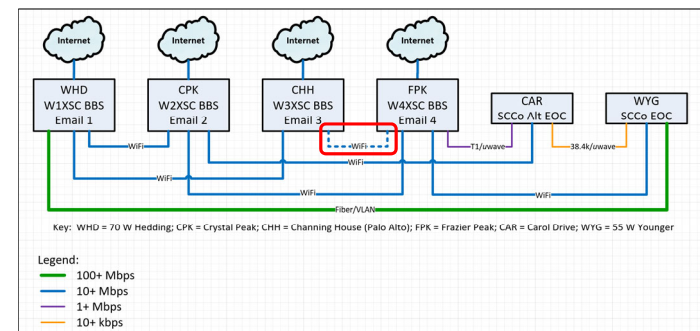 Internet Internet Internet Internet
WHD CPK CHH FPK CAR WYG
W1XSC BBS W2XSC BBS W3XSC BBS W4XSC BBS SCCo Alt EOC SCCo EOC
Email 1 Email 2 Email 3 Email 4
WiFi WiFi T1/uwave 38.4k/uwave
WiFi
WiFi
WiFi WiFi
Fiber/VLAN
Key: WHD = 70 W Hedding; CPK = Crystal Peak; CHH = Channing House (Palo Alto); FPK = Frazier Peak; CAR = Carol Drive; WYG = 55 W Younger
Legend:
100+ Mbps
10+ Mbps
1+ Mbps
10+ kbps